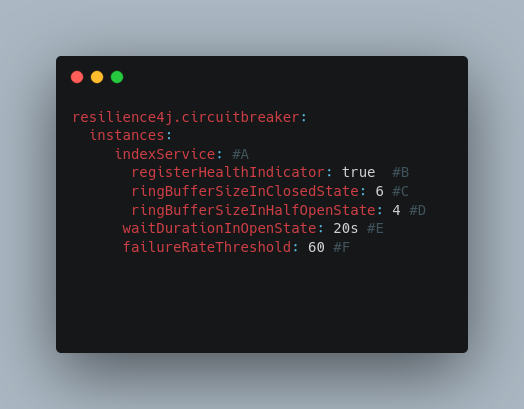 resilience4j.circuitbreaker:
  instances:
     indexService: #A
       registerHealthIndicator: true  #B
       ringBufferSizeInClosedState: 6 #C
       ringBufferSizeInHalfOpenState: 4 #D
      waitDurationInOpenState: 20s #E
      failureRateThreshold: 60 #F